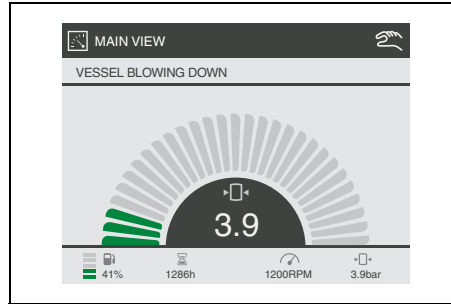 MAIN VIEW
VESSEL BLOWING DOWN
3.9
41% 1286h 1200RPM 3.9bar